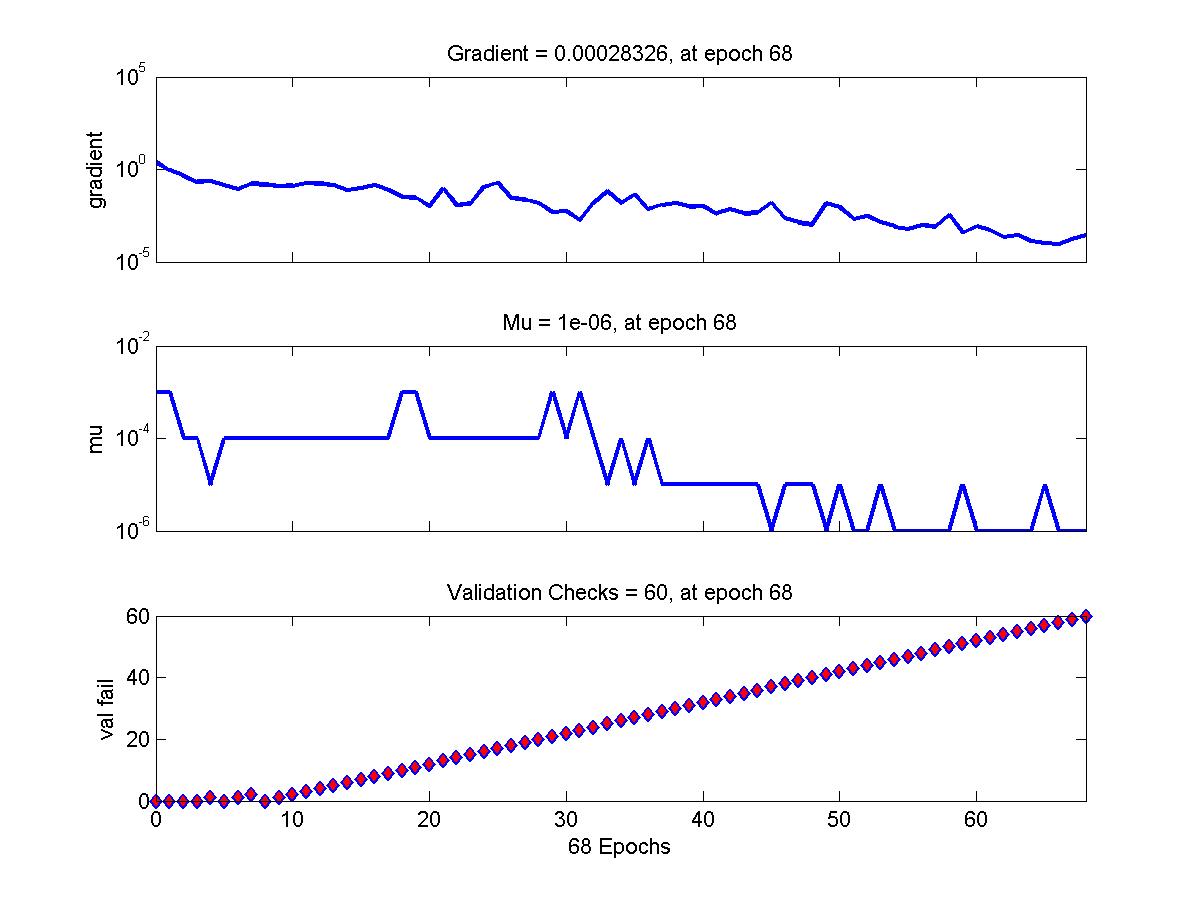 Gradient = 0.00028326, at epoch 68
10^5
10^0
10^-5
gradient
Mu = 1e-06, at epoch 68
10^-2
10^-4
10^-6
mu
Validation Checks = 60, at epoch 68
60
40
20
0
val fail
0 10 20 30 40 50 60
68 Epochs